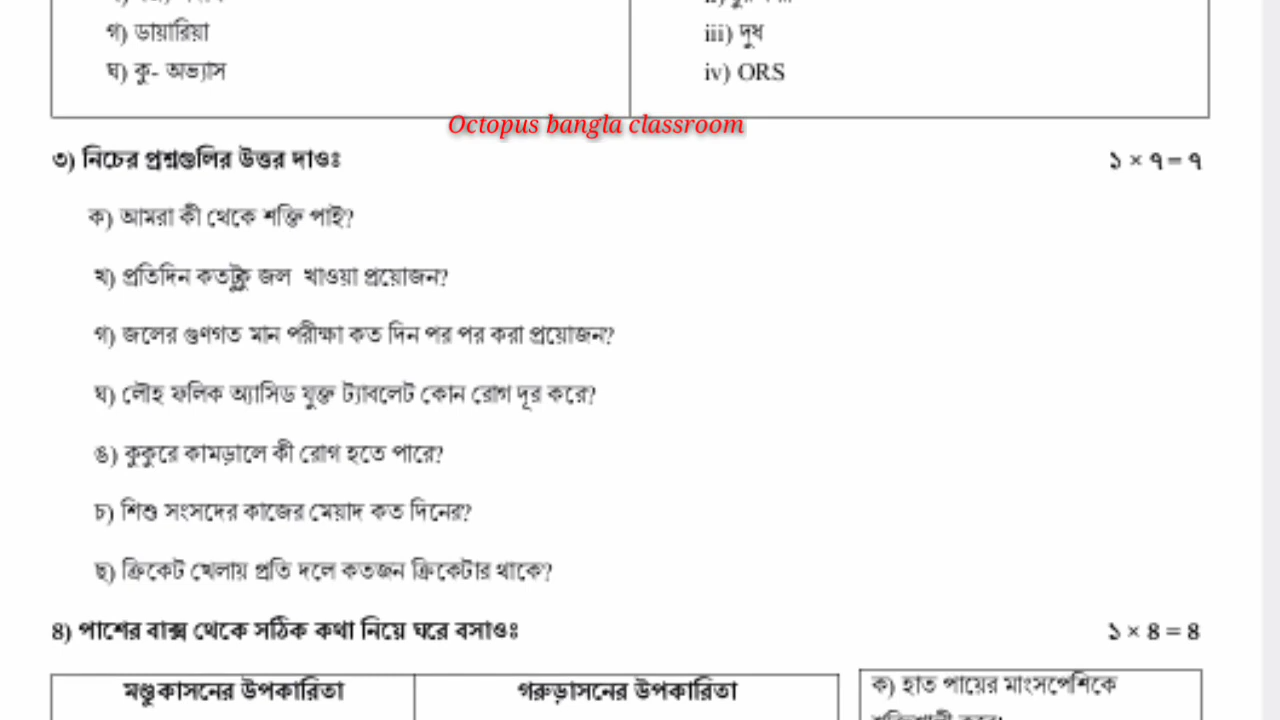 গ) ডায়ারিয়া
iii) দুধ
ঘ) কু- অভ্যাস
iv) ORS
Octopus bangla classroom
৩) নিচের প্রশ্নগুলির উত্তর দাওঃ
১ × ৭ = ৭
ক) আমরা কী থেকে শক্তি পাই?
খ) প্রতিদিন কতটুকু জল খাওয়া প্রয়োজন?
গ) জলের গুণগত মান পরীক্ষা কত দিন পর পর করা প্রয়োজন?
ঘ) লৌহ ফলিক অ্যাসিড যুক্ত ট্যাবলেট কোন রোগ দূর করে?
ঙ) কুকুরে কামড়ালে কী রোগ হতে পারে?
চ) শিশু সংসদের কাজের মেয়াদ কত দিনের?
ছ) ক্রিকেট খেলায় প্রতি দলে কতজন ক্রিকেটার থাকে?
৪) পাশের বাক্স থেকে সঠিক কথা নিয়ে ঘরে বসাওঃ
১ × ৪ = ৪
মণ্ডুকাসনের উপকারিতা
গরুড়াসনের উপকারিতা
ক) হাত পায়ের মাংসপেশিকে